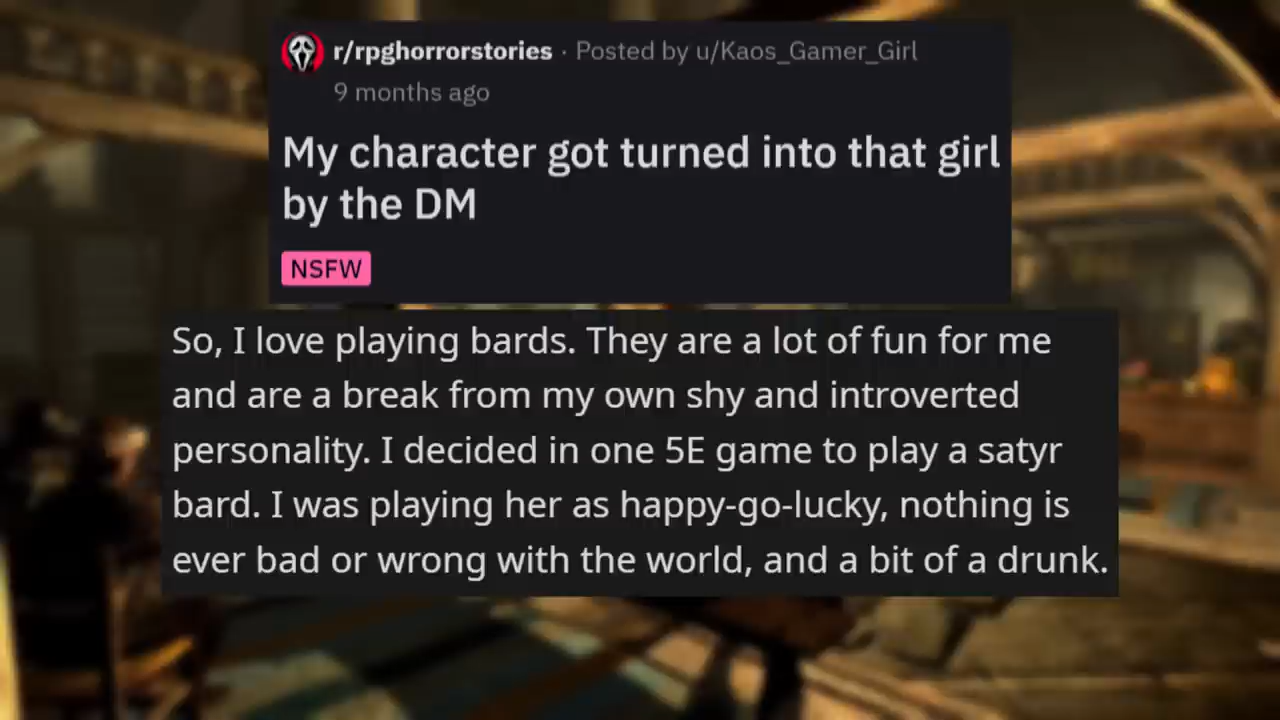 r/rpghorrorstories · Posted by u/Kaos_Gamer_Girl
9 months ago
My character got turned into that girl
by the DM
NSFW
So, I love playing bards. They are a lot of fun for me
and are a break from my own shy and introverted
personality. I decided in one 5E game to play a satyr
bard. I was playing her as happy-go-lucky, nothing is
ever bad or wrong with the world, and a bit of a drunk.